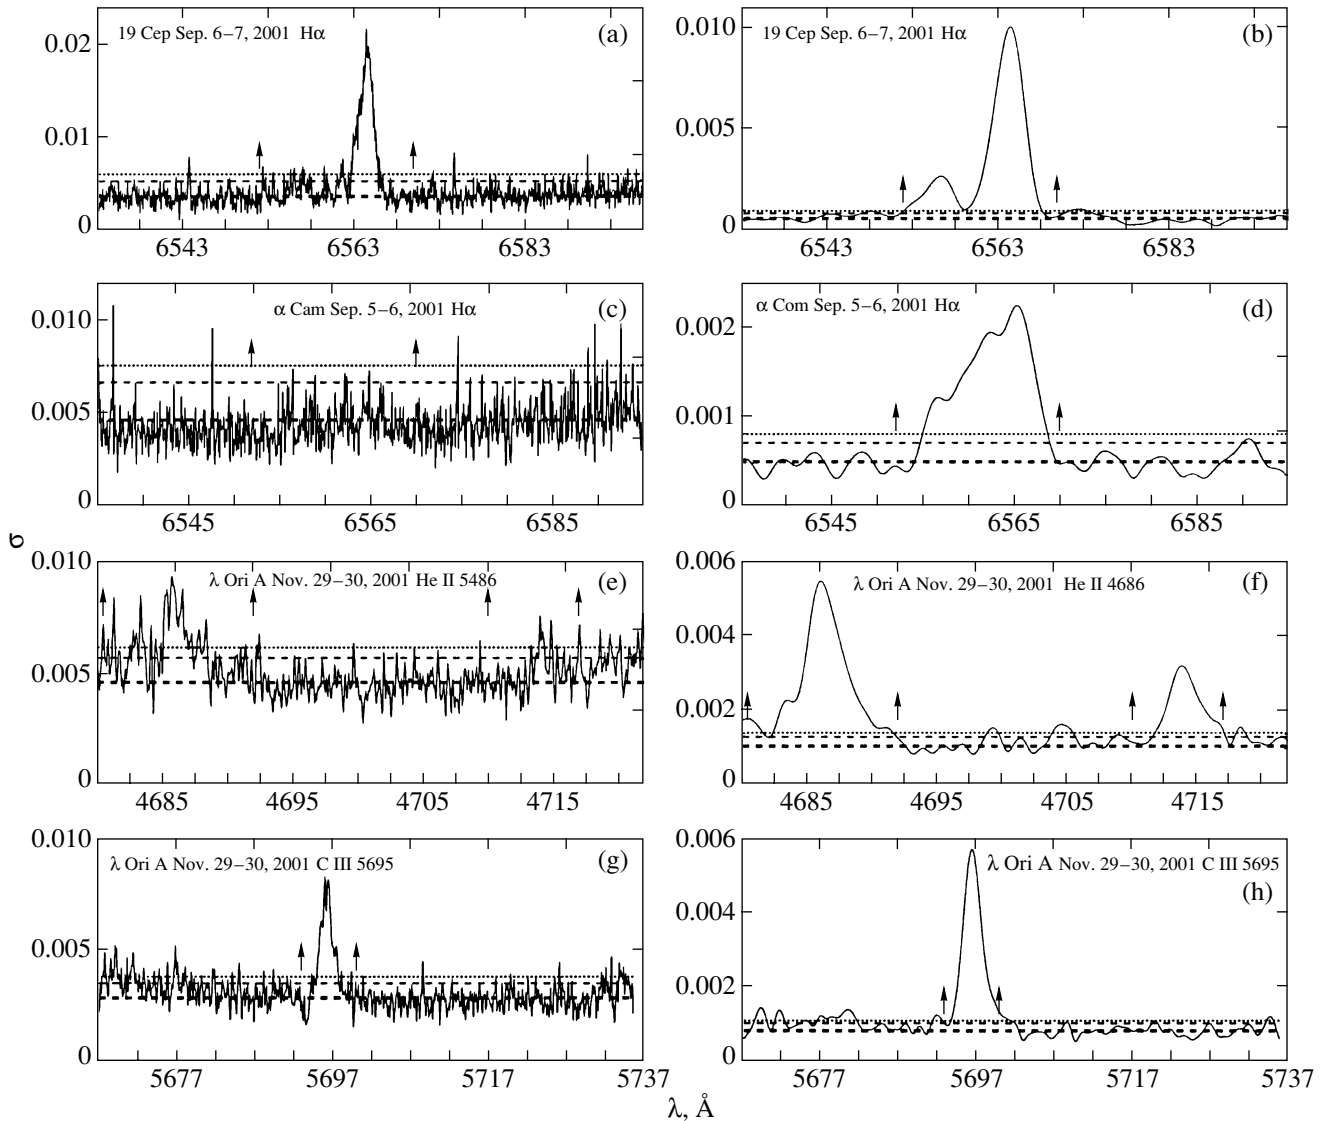 19 Cep Sep. 6–7, 2001 Hα
(a)
0.02
0.01
0
6543 6563 6583
19 Cep Sep. 6–7, 2001 Hα
(b)
0.010
0.005
0
6543 6563 6583
α Cam Sep. 5–6, 2001 Hα
(c)
0.010
0.005
0
6545 6565 6585
α Com Sep. 5–6, 2001 Hα
(d)
0.002
0.001
0
6545 6565 6585
σ
λ Ori A Nov. 29–30, 2001 He II 5486
(e)
0.010
0.005
0
4685 4695 4705 4715
λ Ori A Nov. 29–30, 2001 He II 4686
(f)
0.006
0.004
0.002
0
4685 4695 4705 4715
λ Ori A Nov. 29–30, 2001 C III 5695
(g)
0.010
0.005
0
5677 5697 5717 5737
λ Ori A Nov. 29–30, 2001 C III 5695
(h)
0.006
0.004
0.002
0
5677 5697 5717 5737
λ, Å